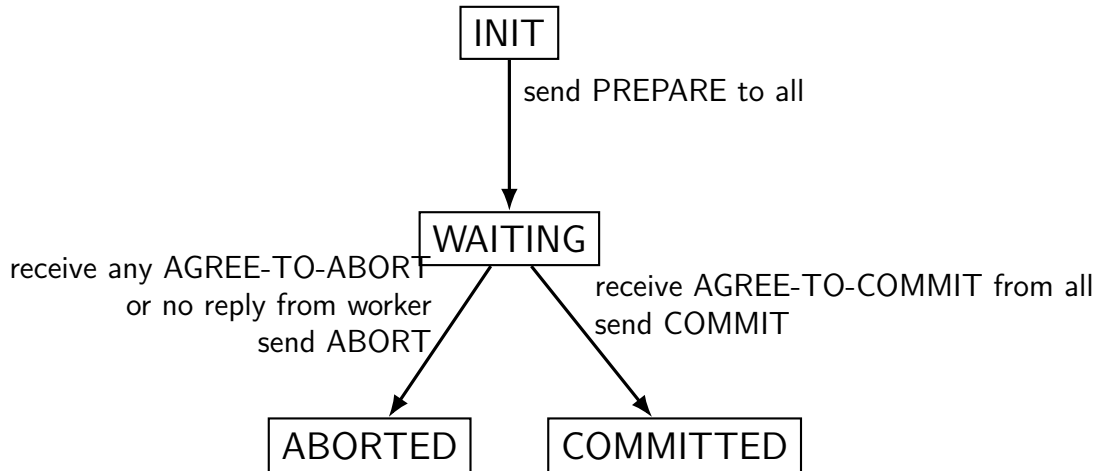 INIT
send PREPARE to all
WAITING
receive any AGREE-TO-ABORT
or no reply from worker
send ABORT
receive AGREE-TO-COMMIT from all
send COMMIT
ABORTED
COMMITTED